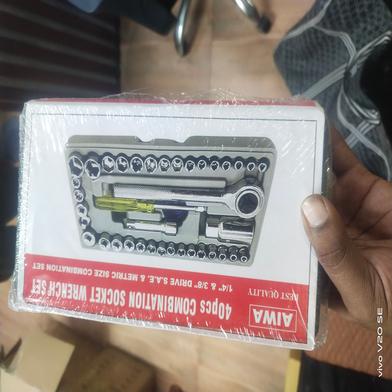 AIWA
BEST QUALITY
40pcs COMBINATION SOCKET WRENCH SET
1/4" 3/8" DRIVE S.A.E. & METRIC SIZE COMBINATION SET
vivo V20 SE